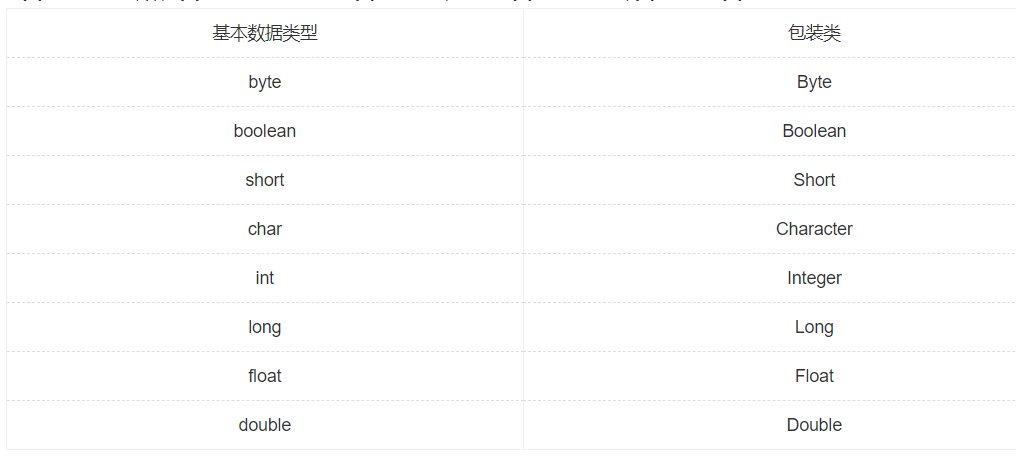 基本数据类型 包装类
byte Byte
boolean Boolean
short Short
char Character
int Integer
long Long
float Float
double Double